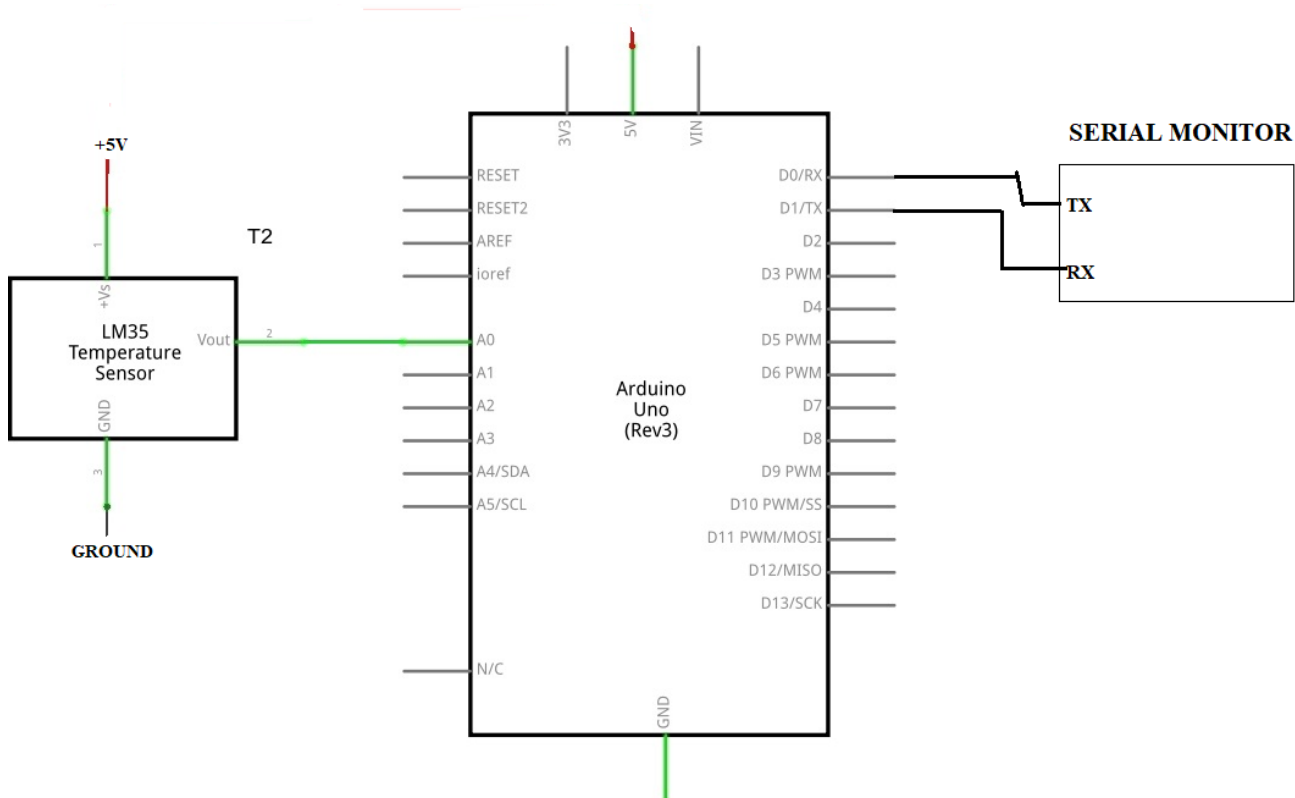 +5V
1
+Vs
T2
LM35
Temperature
Sensor
Vout
2
GND
3
GROUND
3V3
5V
VIN
RESET
RESET2
AREF
ioref
A0
A1
A2
A3
A4/SDA
A5/SCL
N/C
Arduino
Uno
(Rev3)
D0/RX
D1/TX
D2
D3 PWM
D4
D5 PWM
D6 PWM
D7
D8
D9 PWM
D10 PWM/SS
D11 PWM/MOSI
D12/MISO
D13/SCK
GND
SERIAL MONITOR
TX
RX